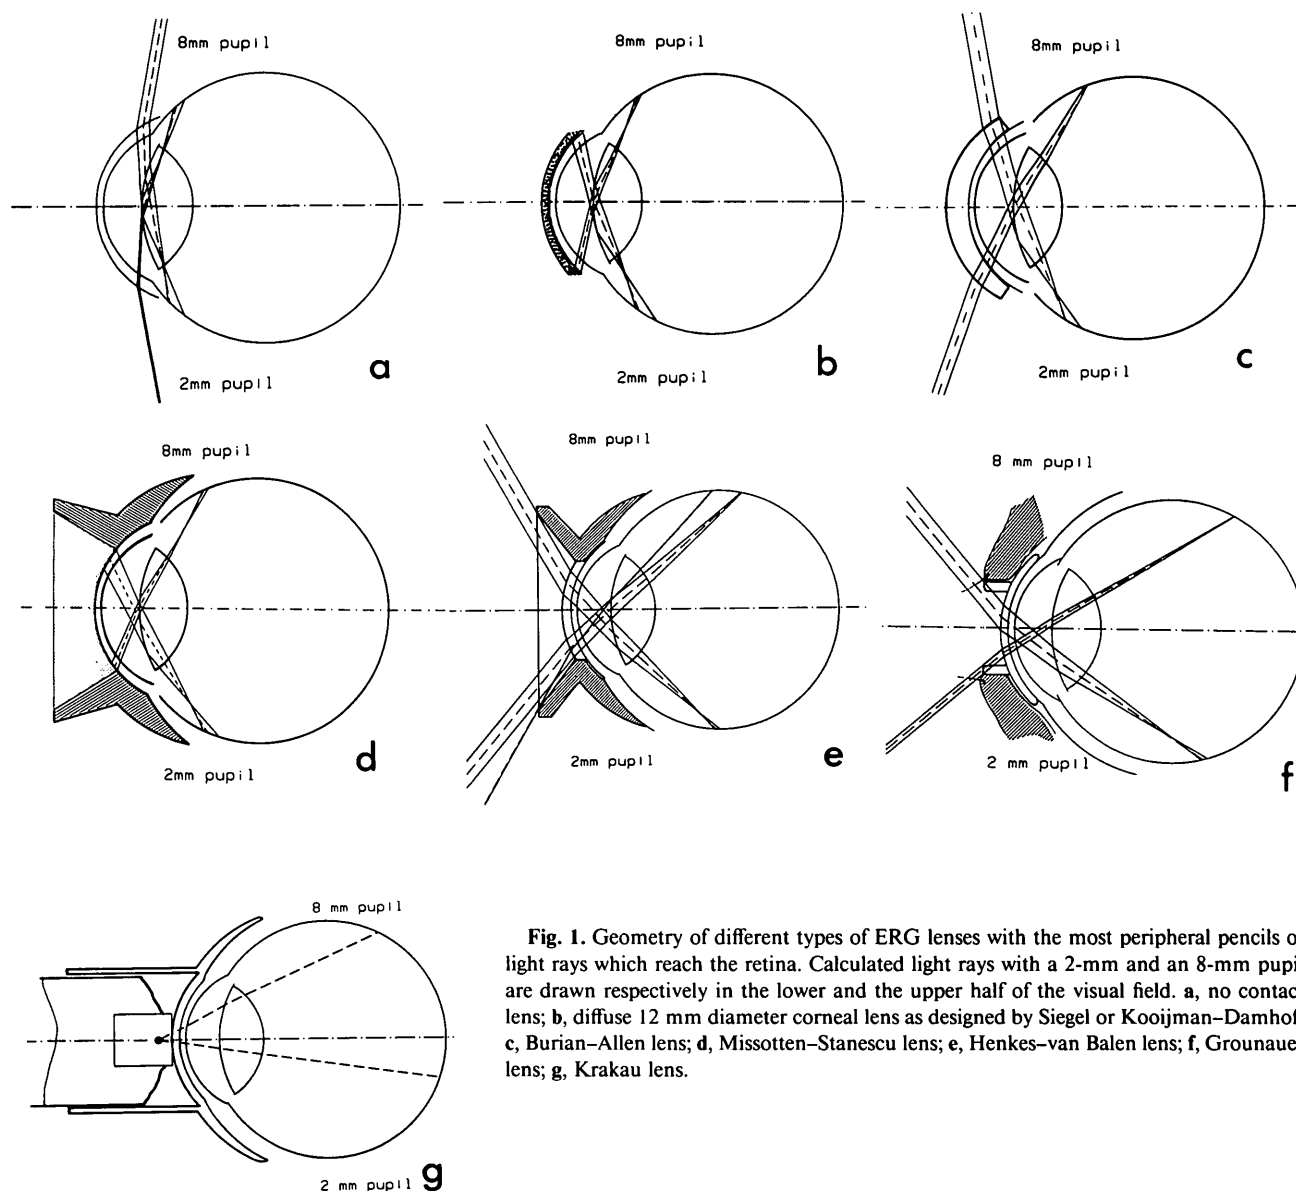 8mm pupil
2mm pupil
a
8mm pupil
2mm pupil
b
8mm pupil
2mm pupil
c
8mm pupil
2mm pupil
d
8mm pupil
2mm pupil
e
8 mm pupil
2 mm pupil
f
8 mm pupil
2 mm pupil
g
Fig. 1. Geometry of different types of ERG lenses with the most peripheral pencils o
light rays which reach the retina. Calculated light rays with a 2-mm and an 8-mm pupi
are drawn respectively in the lower and the upper half of the visual field. a, no contac
lens; b, diffuse 12 mm diameter corneal lens as designed by Siegel or Kooijman–Damhof
c, Burian–Allen lens; d, Missotten–Stanescu lens; e, Henkes–van Balen lens; f, Grounaue
lens; g, Krakau lens.